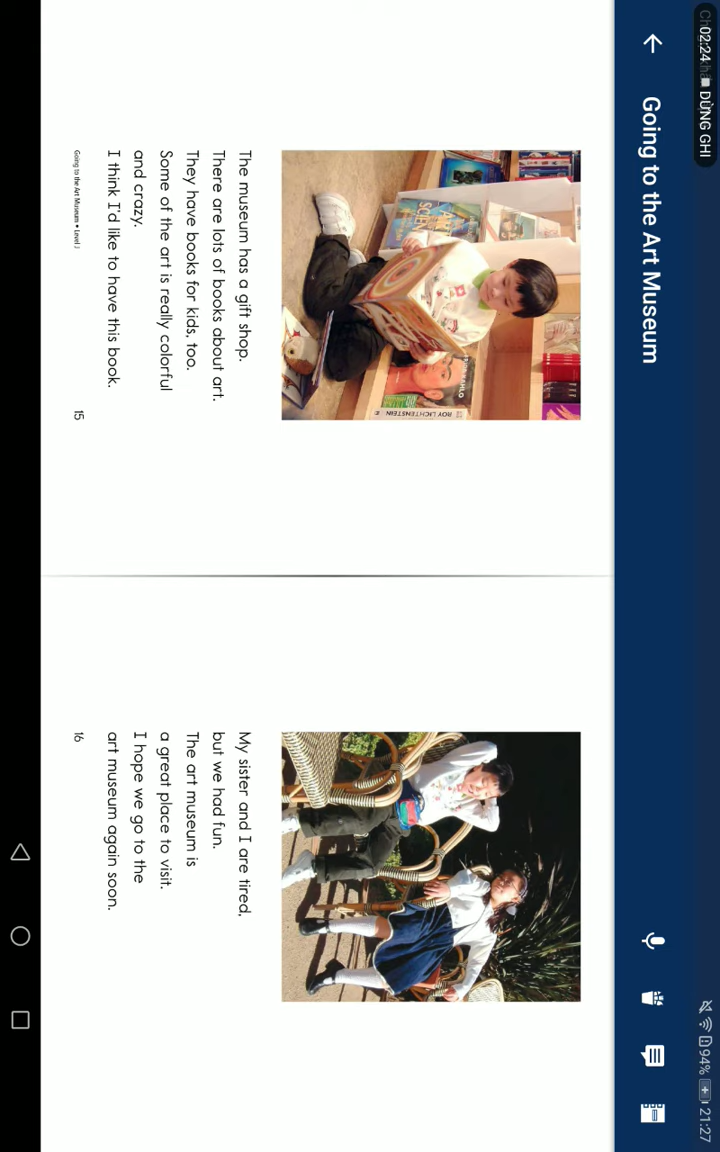 02:24 ■ DỪNG GHI
94% 21:27
Going to the Art Museum
FRIDA KAHLO
ROY LICHTENSTEIN
The museum has a gift shop.
There are lots of books about art.
They have books for kids, too.
Some of the art is really colorful
and crazy.
I think I'd like to have this book.
Going to the Art Museum • Level J
15
My sister and I are tired,
but we had fun.
The art museum is
a great place to visit.
I hope we go to the
art museum again soon.
16